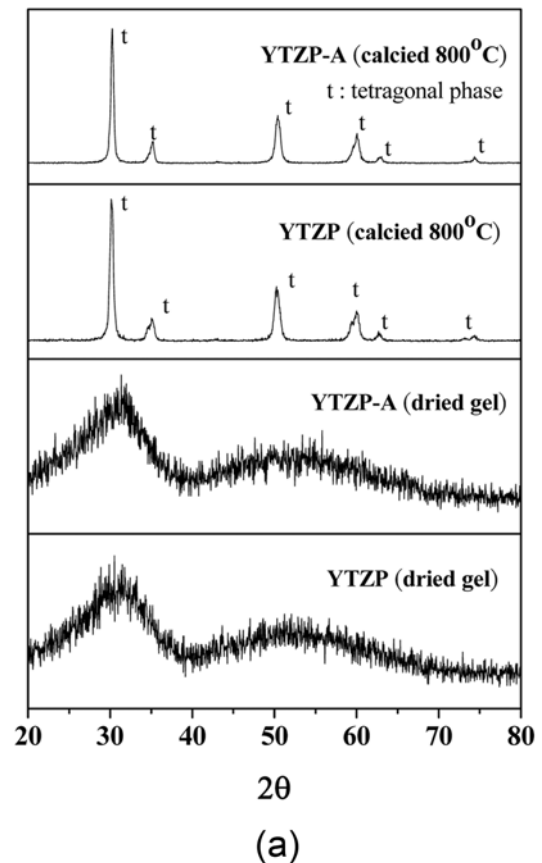 t
YTZP-A (calcied 800°C)
t : tetragonal phase
t
t
t
t
t
t
YTZP (calcied 800°C)
t
t
t
t
t
YTZP-A (dried gel)
YTZP (dried gel)
20 30 40 50 60 70 80
2θ
(a)